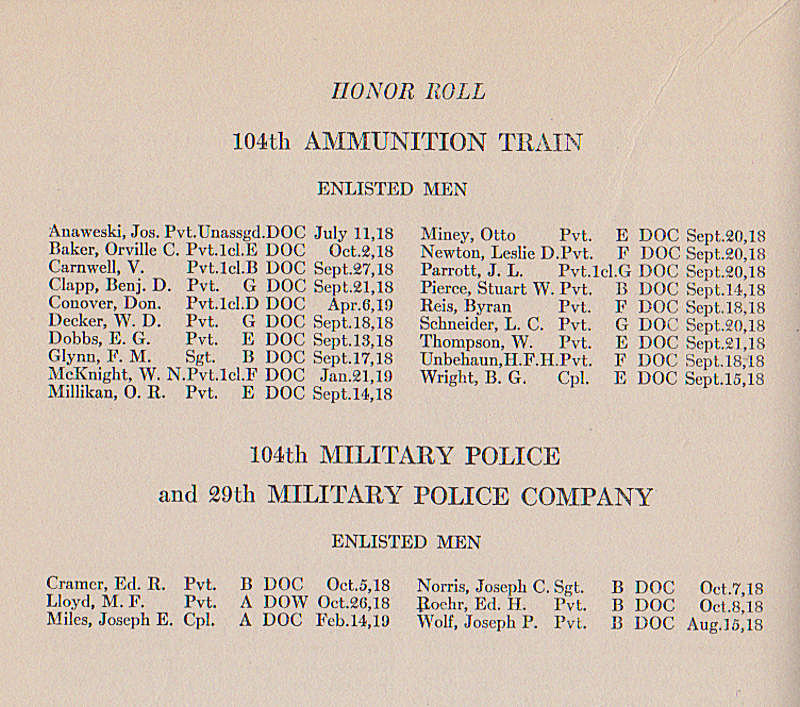 HONOR ROLL
104th AMMUNITION TRAIN
ENLISTED MEN
Anaweski, Jos. Pvt.Unassgd.DOC July 11,18
Baker, Orville C. Pvt.1cl.E DOC Oct.2,18
Carnwell, V. Pvt.1cl.B DOC Sept.27,18
Clapp, Benj. D. Pvt. G DOC Sept.21,18
Conover, Don. Pvt.1cl.D DOC Apr.6,19
Decker, W. D. Pvt. G DOC Sept.18,18
Dobbs, E. G. Pvt. E DOC Sept.13,18
Glynn, F. M. Sgt. B DOC Sept.17,18
McKnight, W. N.Pvt.1cl.F DOC Jan.21,19
Millikan, O. R. Pvt. E DOC Sept.14,18
Miney, Otto Pvt. E DOC Sept.20,18
Newton, Leslie D.Pvt. F DOC Sept.20,18
Parrott, J. L. Pvt.1cl.G DOC Sept.20,18
Pierce, Stuart W. Pvt. B DOC Sept.14,18
Reis, Byran Pvt. F DOC Sept.18,18
Schneider, L. C. Pvt. G DOC Sept.20,18
Thompson, W. Pvt. E DOC Sept.21,18
Unbehaun,H.F.H.Pvt. F DOC Sept.18,18
Wright, B. G. Cpl. E DOC Sept.15,18
104th MILITARY POLICE
and 29th MILITARY POLICE COMPANY
ENLISTED MEN
Cramer, Ed. R. Pvt. B DOC Oct.5,18
Lloyd, M. F. Pvt. A DOW Oct.26,18
Miles, Joseph E. Cpl. A DOC Feb.14,19
Norris, Joseph C. Sgt. B DOC Oct.7,18
Roehr, Ed. H. Pvt. B DOC Oct.8,18
Wolf, Joseph P. Pvt. B DOC Aug.15,18